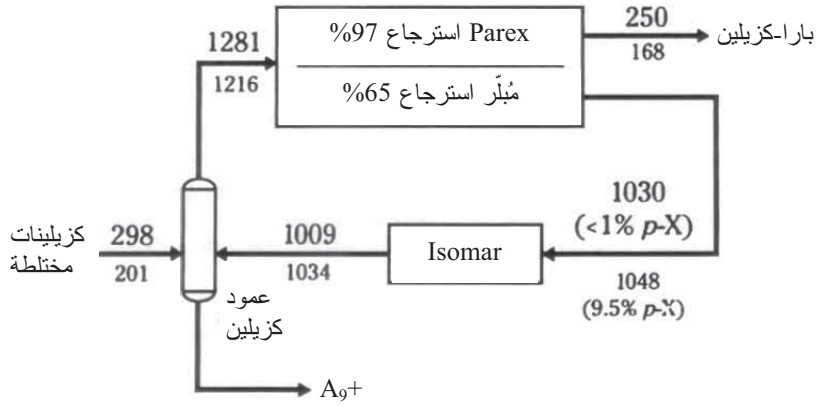 Parex استرجاع 97%
مُبلّر استرجاع 65%
250
بارا-كزيلين
168
1281
1216
كزيلينات
مختلطة
298
201
1009
1034
Isomar
1030
(<1% p-X)
1048
(9.5% p-X)
عمود
كزيلين
A₉+